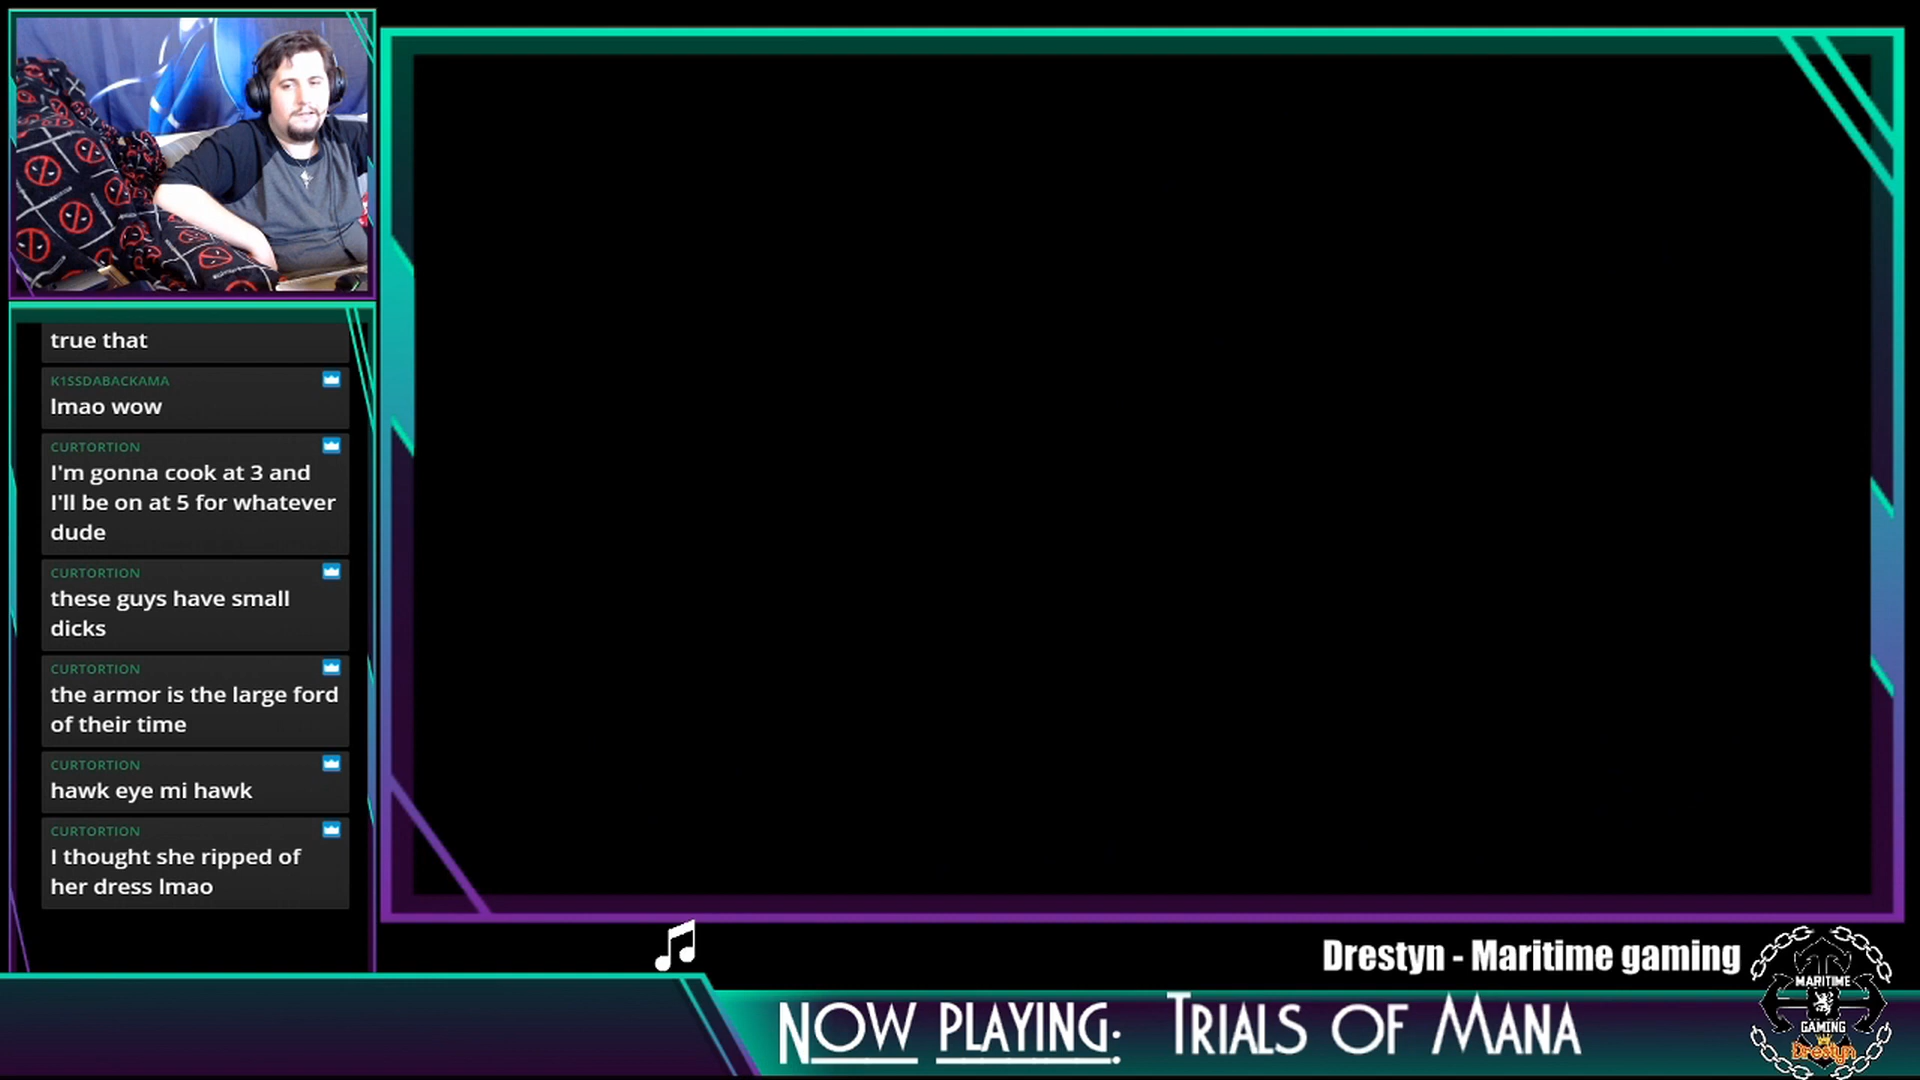 true that
K1SSDABACKAMA
lmao wow
CURTORTION
I'm gonna cook at 3 and
I'll be on at 5 for whatever
dude
CURTORTION
these guys have small
dicks
CURTORTION
the armor is the large ford
of their time
CURTORTION
hawk eye mi hawk
CURTORTION
I thought she ripped of
her dress lmao
Drestyn - Maritime gaming
MARITIME
GAMING
Drestyn
NOW PLAYING: TRIALS OF MANA